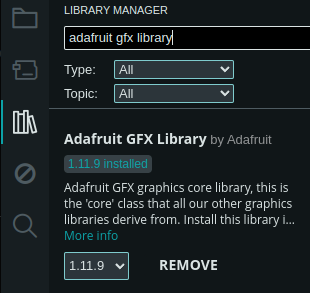 LIBRARY MANAGER
adafruit gfx library
Type: All
Topic: All
Adafruit GFX Library by Adafruit
1.11.9 installed
Adafruit GFX graphics core library, this is
the 'core' class that all our other graphics
libraries derive from. Install this library i...
More info
1.11.9 REMOVE